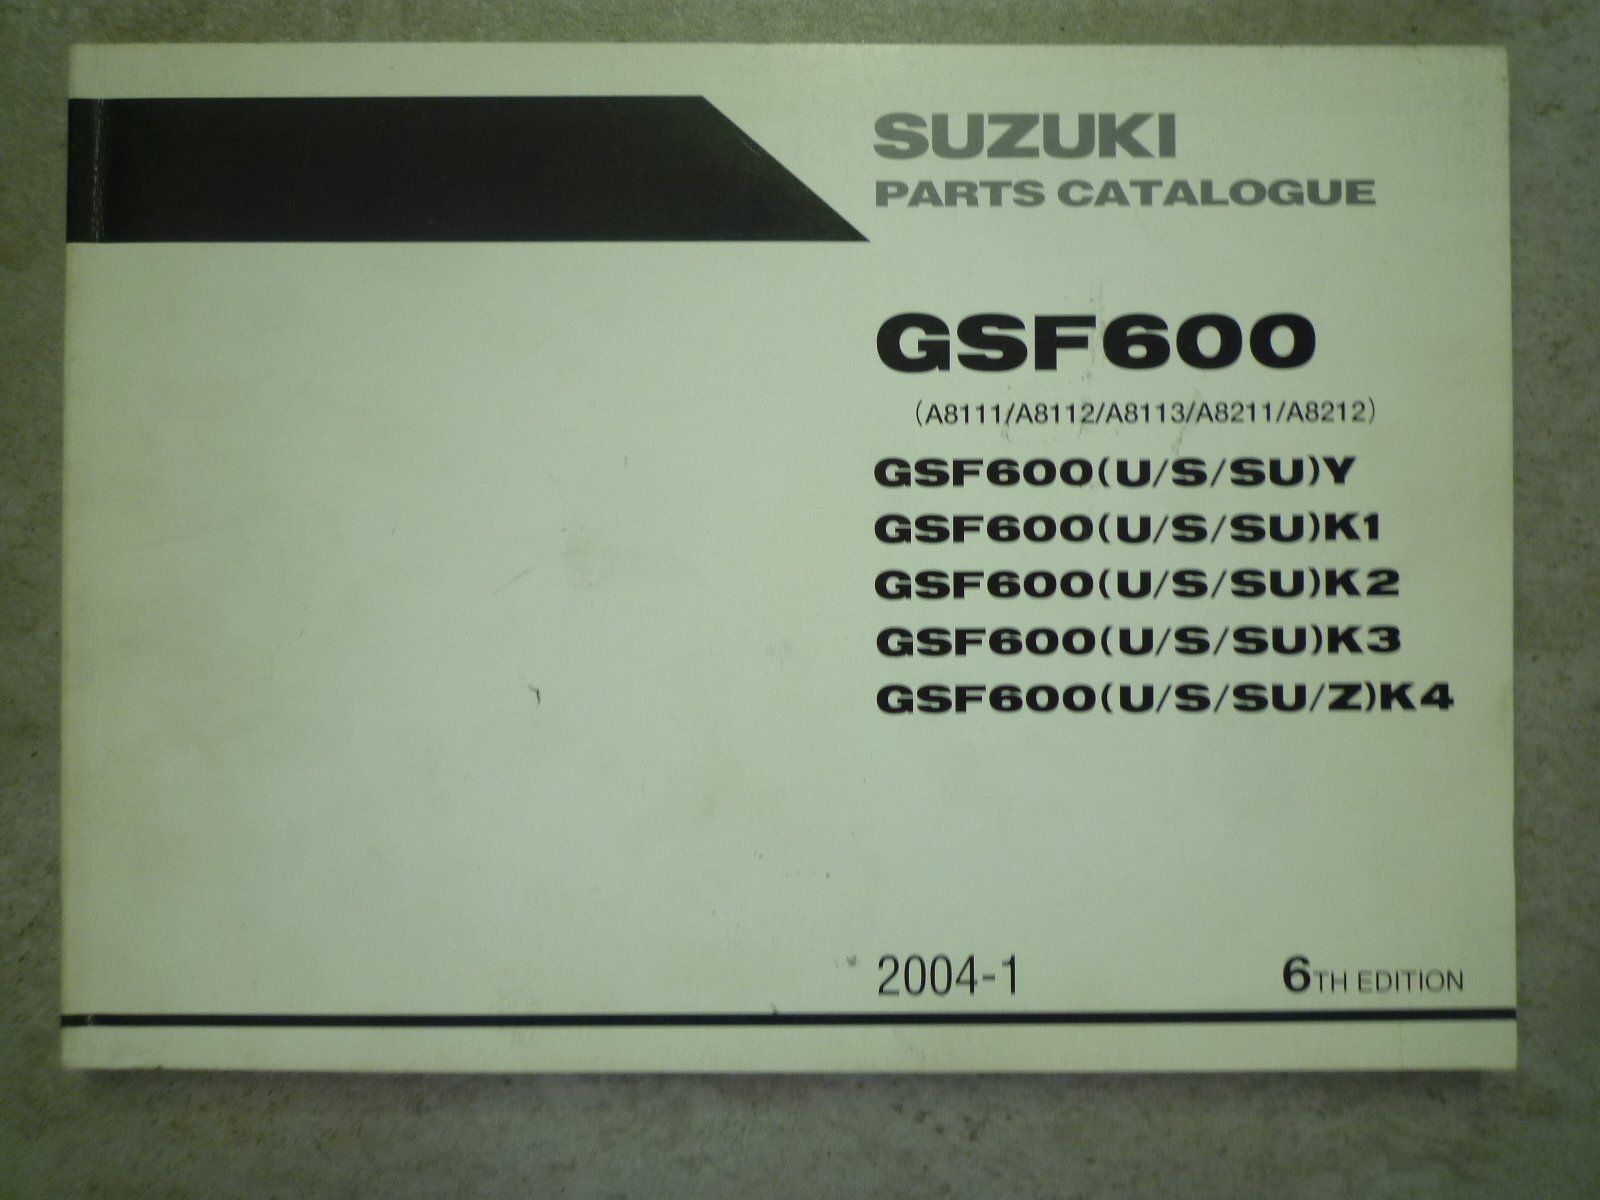 SUZUKI
PARTS CATALOGUE
GSF600
(A8111/A8112/A8113/A8211/A8212)
GSF600(U/S/SU)Y
GSF600(U/S/SU)K1
GSF600(U/S/SU)K2
GSF600(U/S/SU)K3
GSF600(U/S/SU/Z)K4
2004-1 6TH EDITION